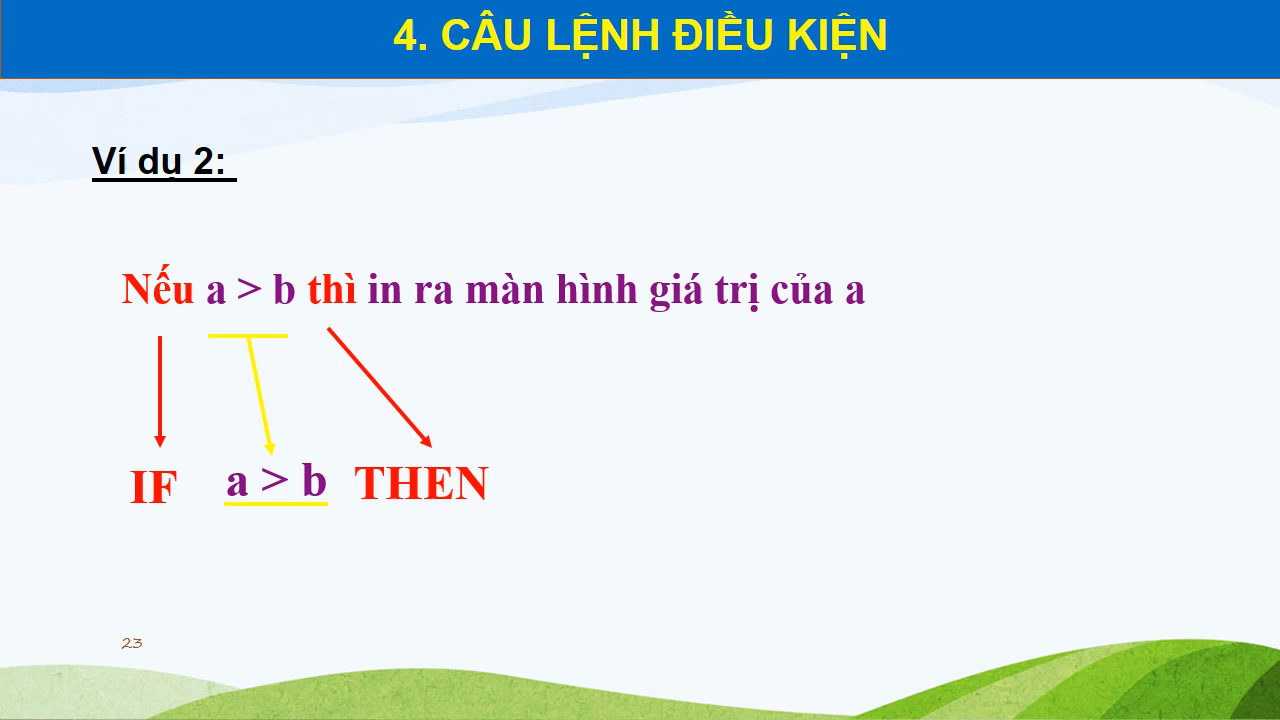 4. CÂU LỆNH ĐIỀU KIỆN
Ví dụ 2:
Nếu a > b thì in ra màn hình giá trị của a
IF a > b THEN
23